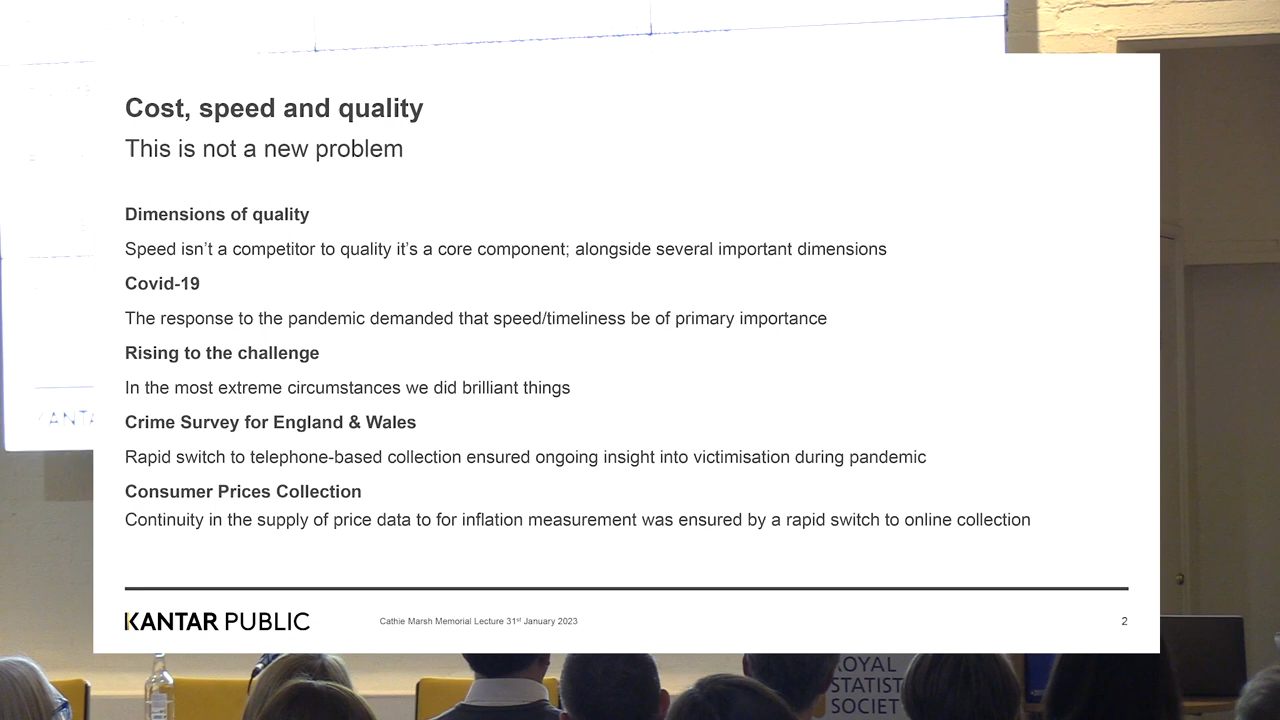 Cost, speed and quality
This is not a new problem
Dimensions of quality
Speed isn’t a competitor to quality it’s a core component; alongside several important dimensions
Covid-19
The response to the pandemic demanded that speed/timeliness be of primary importance
Rising to the challenge
In the most extreme circumstances we did brilliant things
Crime Survey for England & Wales
Rapid switch to telephone-based collection ensured ongoing insight into victimisation during pandemic
Consumer Prices Collection
Continuity in the supply of price data to for inflation measurement was ensured by a rapid switch to online collection
KANTAR PUBLIC
Cathie Marsh Memorial Lecture 31st January 2023
2
KANTA
ROYAL
STATIST
SOCIET